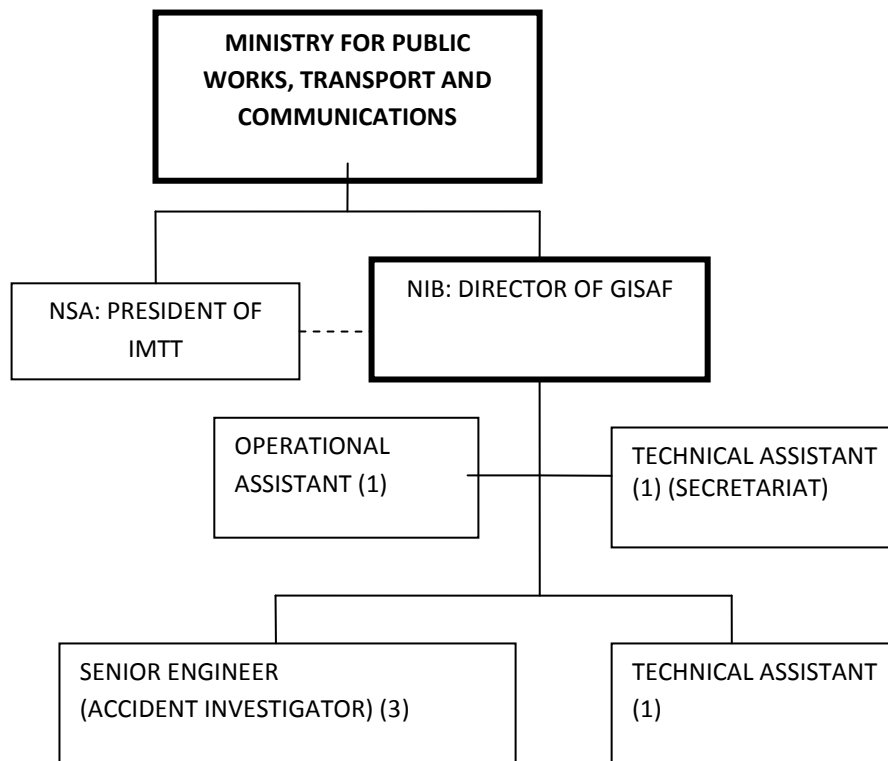 MINISTRY FOR PUBLIC
WORKS, TRANSPORT AND
COMMUNICATIONS
NSA: PRESIDENT OF
IMTT
NIB: DIRECTOR OF GISAF
OPERATIONAL
ASSISTANT (1)
TECHNICAL ASSISTANT
(1) (SECRETARIAT)
SENIOR ENGINEER
(ACCIDENT INVESTIGATOR) (3)
TECHNICAL ASSISTANT
(1)